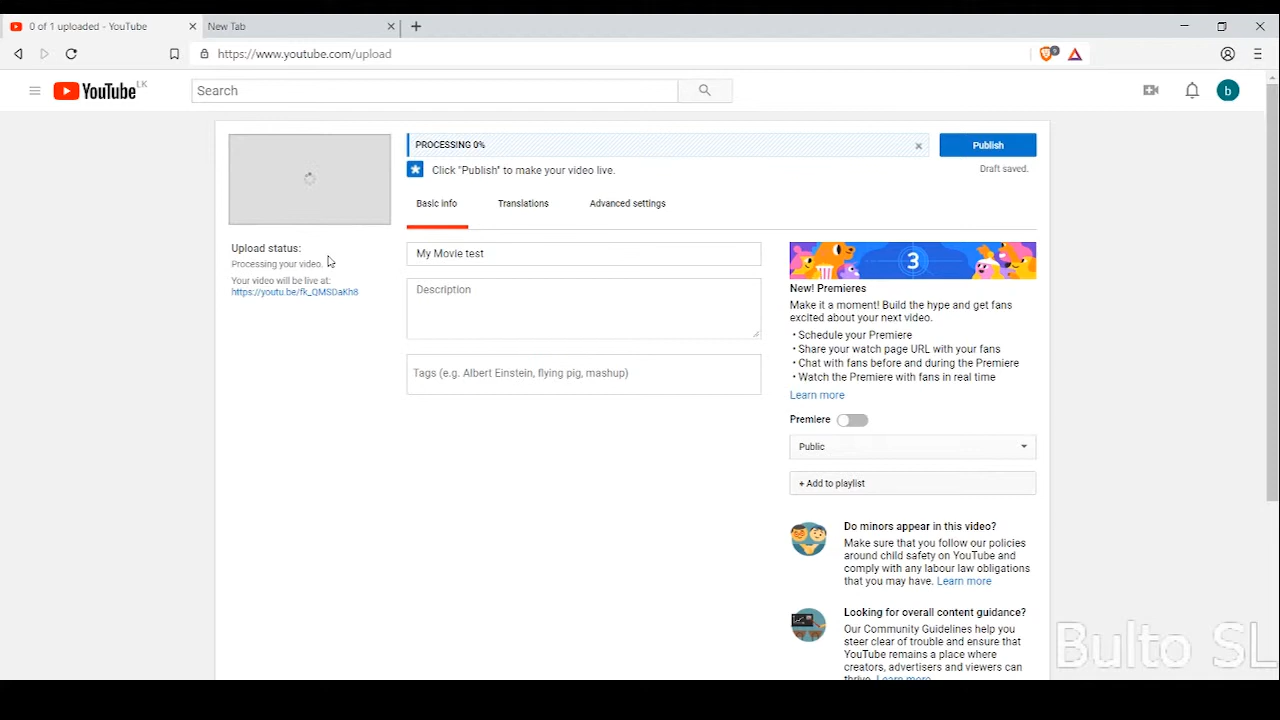 0 of 1 uploaded - YouTube
New Tab
https://www.youtube.com/upload
9
YouTube LK
Search
b
PROCESSING 0%
Publish
Click "Publish" to make your video live.
Draft saved.
Basic info
Translations
Advanced settings
Upload status:
Processing your video.
Your video will be live at:
https://youtu.be/fk_QMSDaKh8
My Movie test
Description
Tags (e.g. Albert Einstein, flying pig, mashup)
3
New! Premieres
Make it a moment! Build the hype and get fans
excited about your next video.
• Schedule your Premiere
• Share your watch page URL with your fans
• Chat with fans before and during the Premiere
• Watch the Premiere with fans in real time
Learn more
Premiere
Public
+ Add to playlist
Do minors appear in this video?
Make sure that you follow our policies
around child safety on YouTube and
comply with any labour law obligations
that you may have. Learn more
Looking for overall content guidance?
Our Community Guidelines help you
steer clear of trouble and ensure that
YouTube remains a place where
creators, advertisers and viewers can
thrive. Learn more
Bulto SL